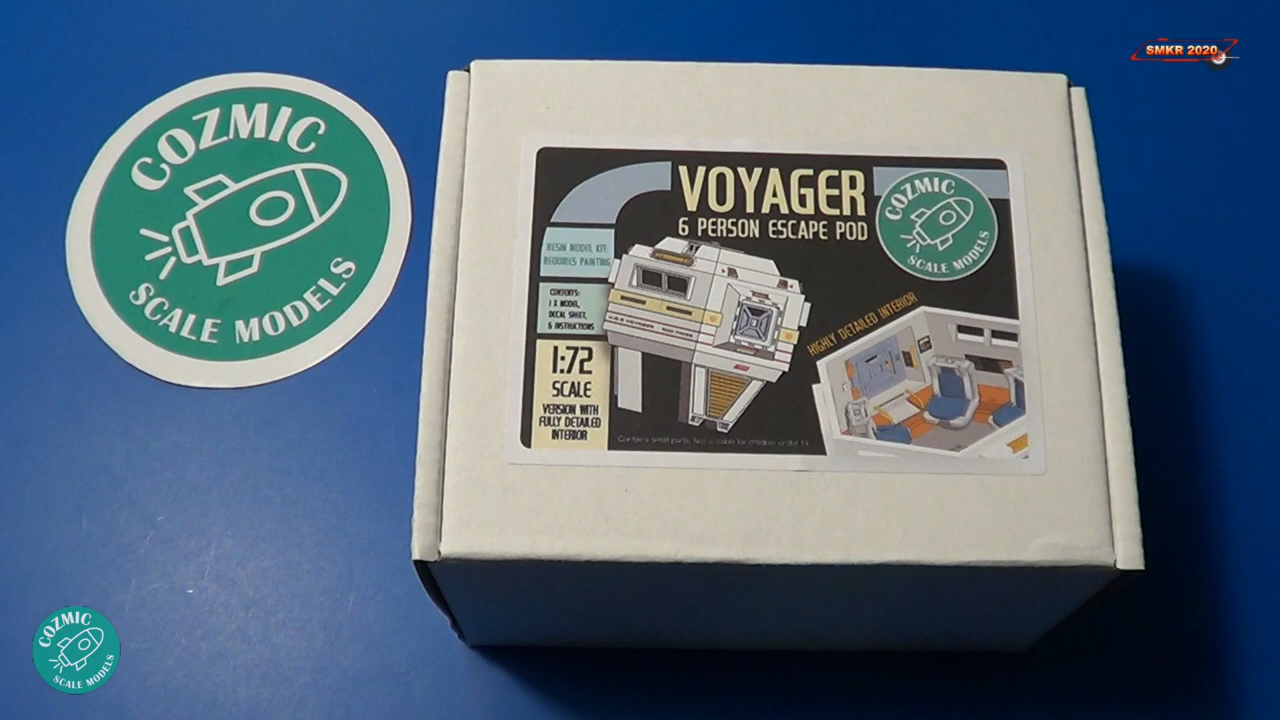 SMKR 2020
COZMIC
SCALE MODELS
VOYAGER
6 PERSON ESCAPE POD
COZMIC
SCALE MODELS
RESIN MODEL KIT:
REQUIRES PAINTING
CONTENTS:
1 X MODEL,
DECAL SHEET,
& INSTRUCTIONS
HIGHLY DETAILED INTERIOR
1:72
SCALE
VERSION WITH
FULLY DETAILED
INTERIOR
Contains small parts. Not suitable for children under 14.
COZMIC
SCALE MODELS